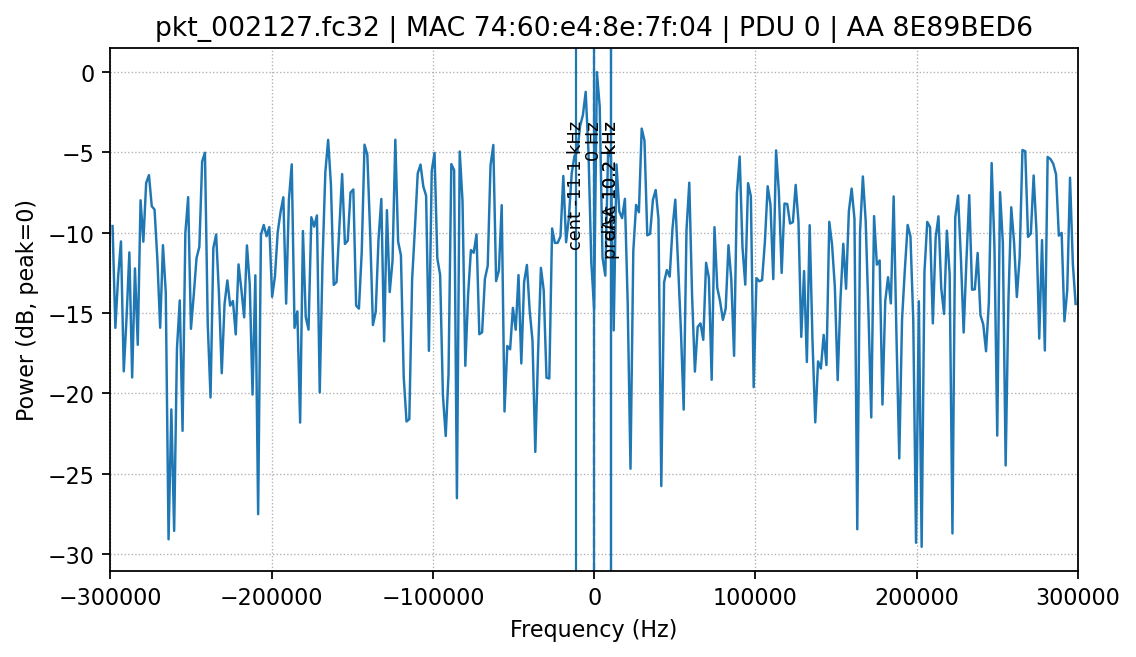 pkt_002127.fc32 | MAC 74:60:e4:8e:7f:04 | PDU 0 | AA 8E89BED6
Power (dB, peak=0)
0
−5
−10
−15
−20
−25
−30
cent -11.1 kHz
0 Hz
10.2 kHz
−300000
−200000
−100000
0
100000
200000
300000
Frequency (Hz)